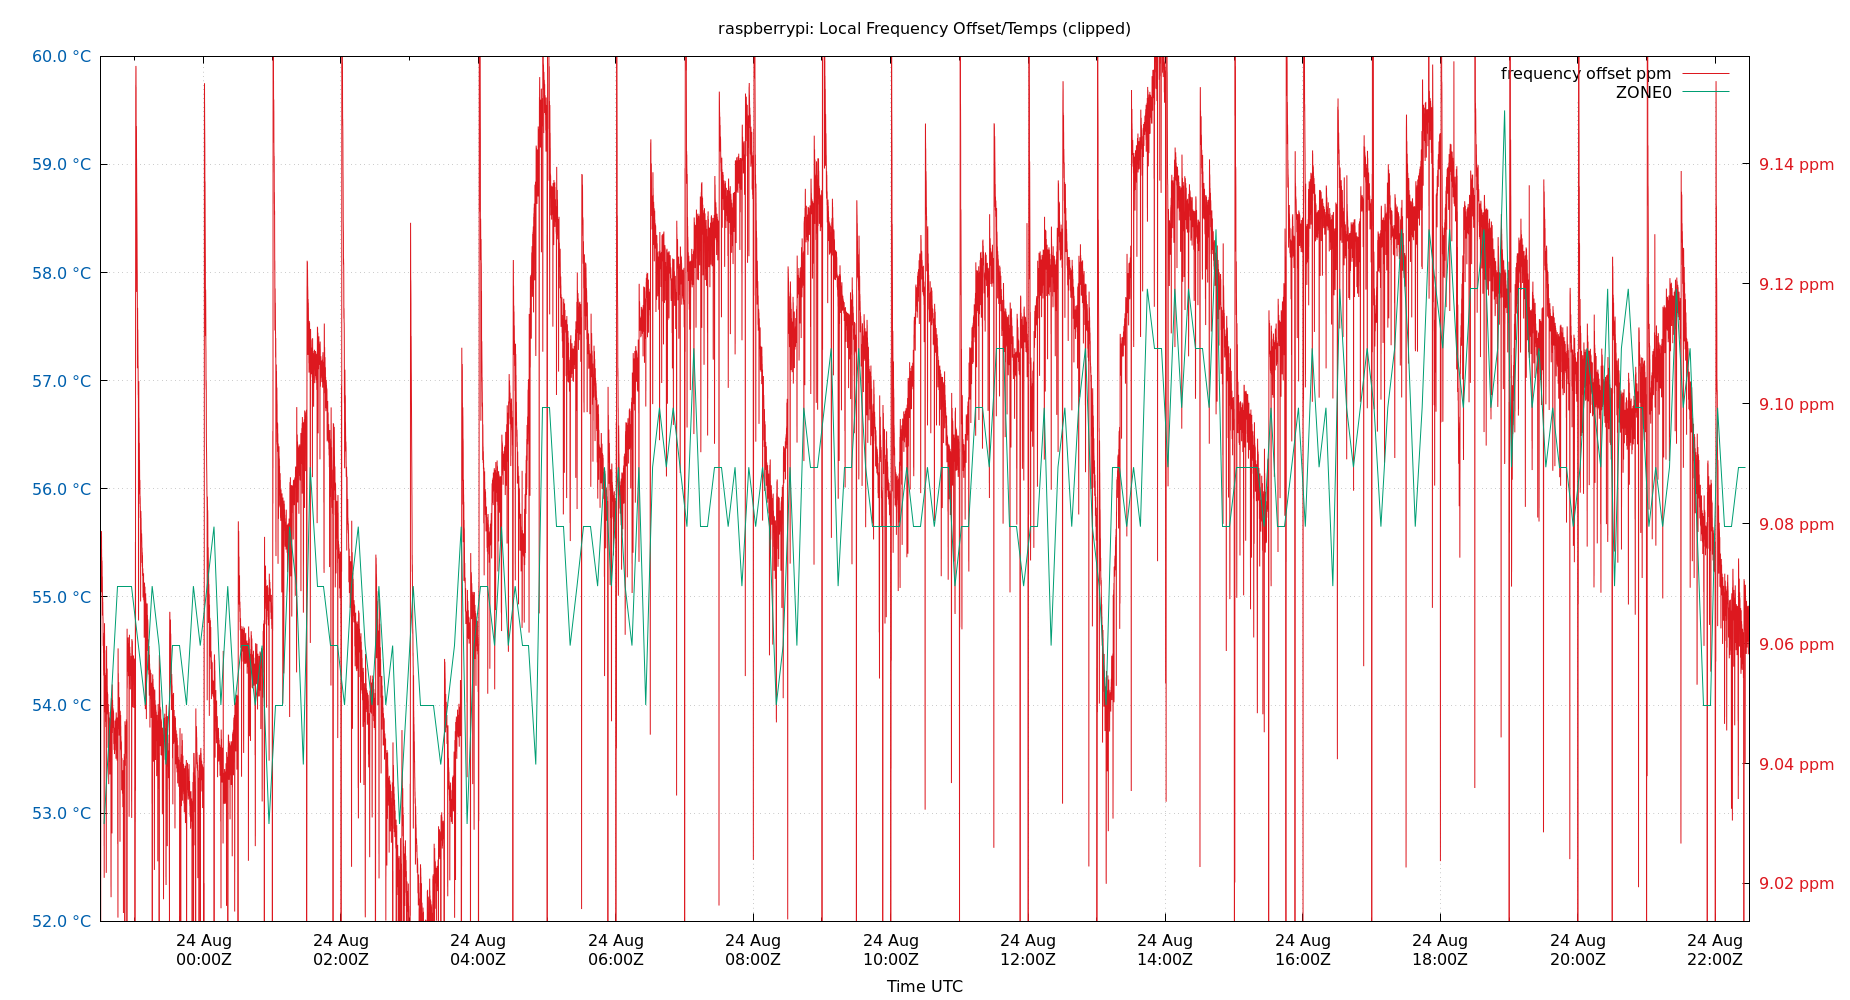 raspberrypi: Local Frequency Offset/Temps (clipped)
60.0 °C
59.0 °C
58.0 °C
57.0 °C
56.0 °C
55.0 °C
54.0 °C
53.0 °C
52.0 °C
frequency offset ppm
ZONE0
9.14 ppm
9.12 ppm
9.10 ppm
9.08 ppm
9.06 ppm
9.04 ppm
9.02 ppm
24 Aug
00:00Z
24 Aug
02:00Z
24 Aug
04:00Z
24 Aug
06:00Z
24 Aug
08:00Z
24 Aug
10:00Z
24 Aug
12:00Z
24 Aug
14:00Z
24 Aug
16:00Z
24 Aug
18:00Z
24 Aug
20:00Z
24 Aug
22:00Z
Time UTC